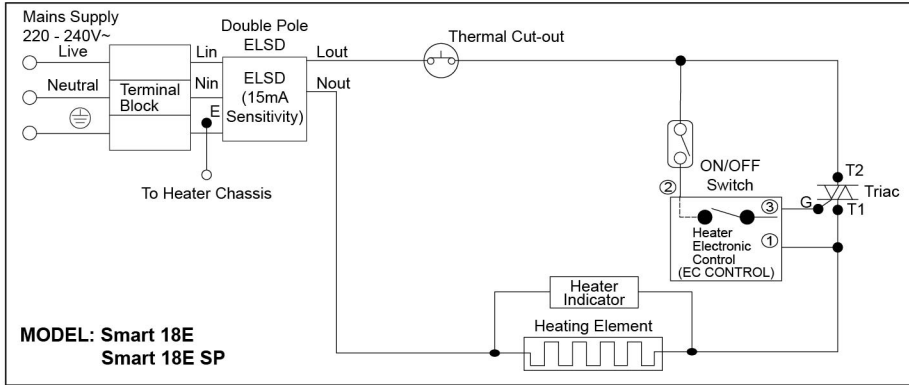 Mains Supply
220 - 240V~
Live
Neutral
Terminal
Block
Lin
Nin
E
To Heater Chassis
Double Pole
ELSD
ELSD
(15mA
Sensitivity)
Lout
Nout
Thermal Cut-out
ON/OFF
Switch
②
③
①
Heater
Electronic
Control
(EC CONTROL)
T2
Triac
G
T1
Heater
Indicator
Heating Element
MODEL: Smart 18E
Smart 18E SP